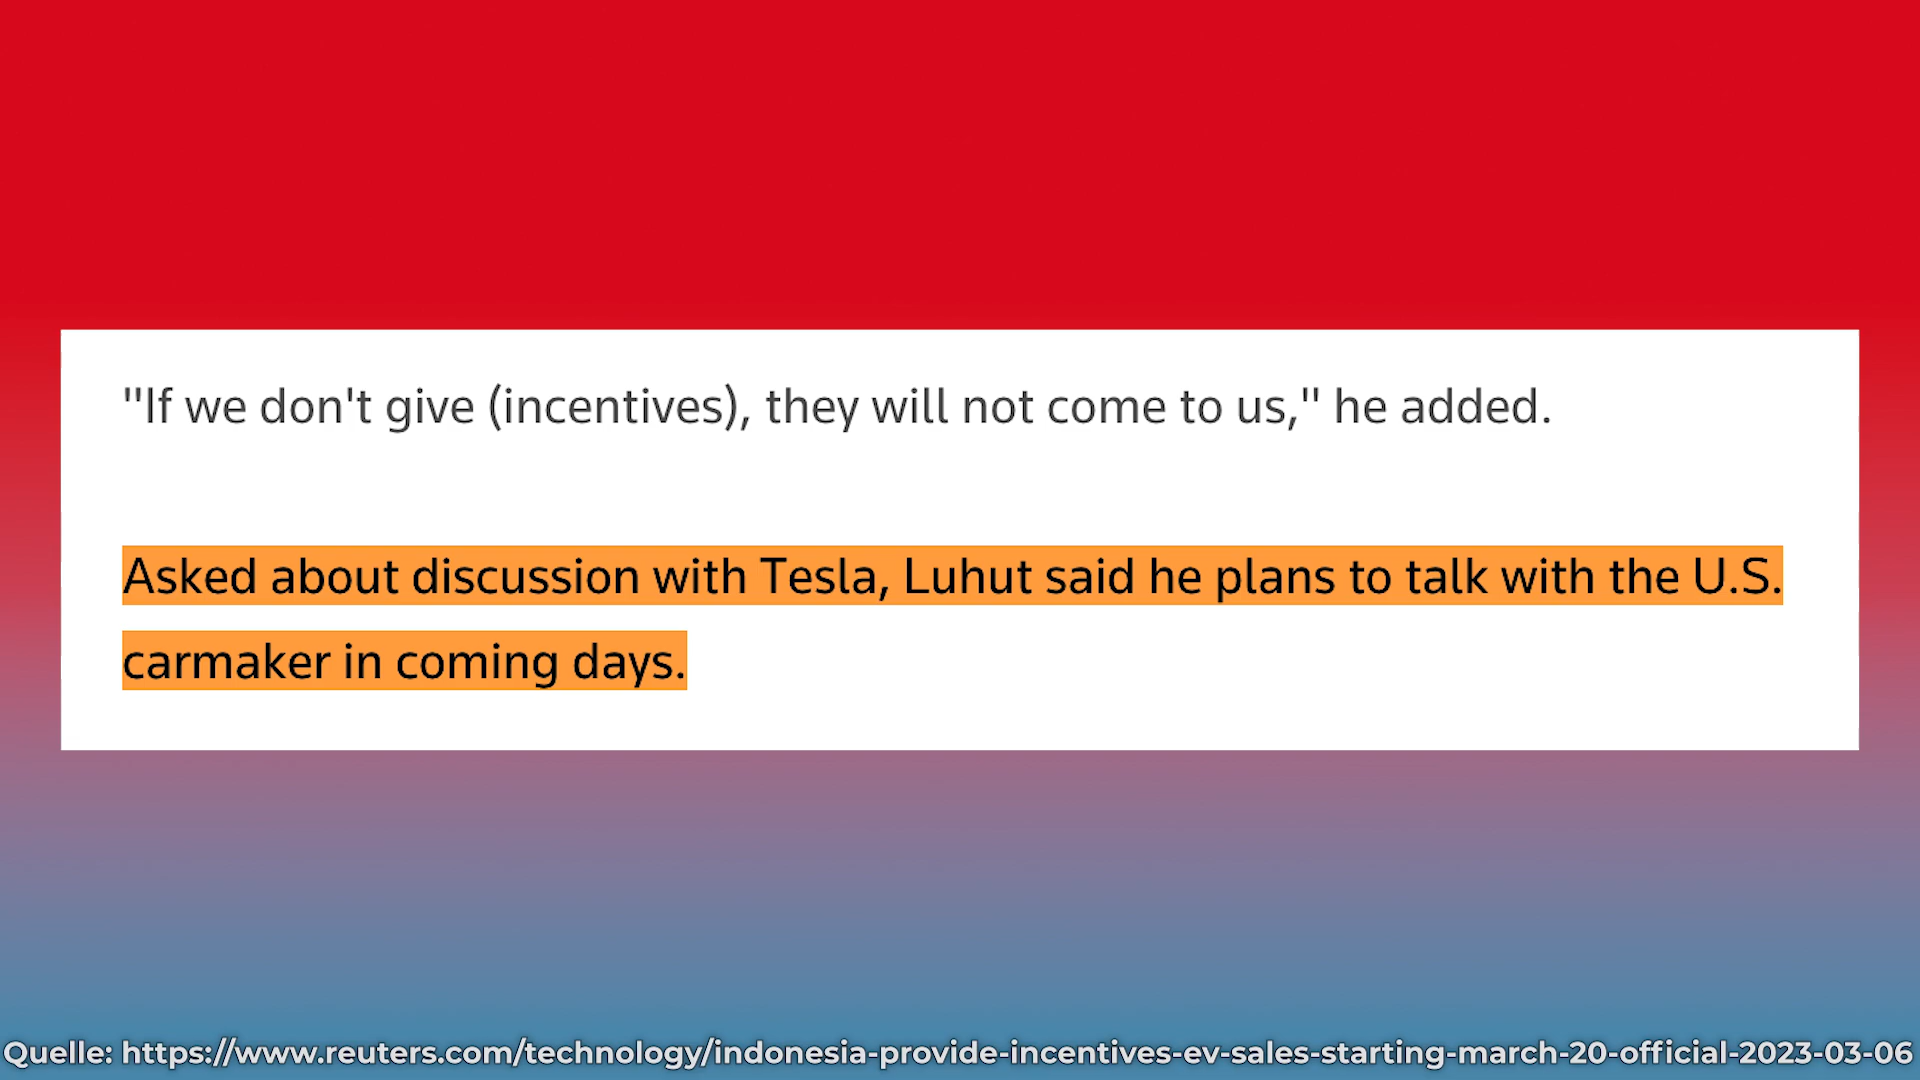 "If we don't give (incentives), they will not come to us," he added.
Asked about discussion with Tesla, Luhut said he plans to talk with the U.S.
carmaker in coming days.
Quelle: https://www.reuters.com/technology/indonesia-provide-incentives-ev-sales-starting-march-20-official-2023-03-06